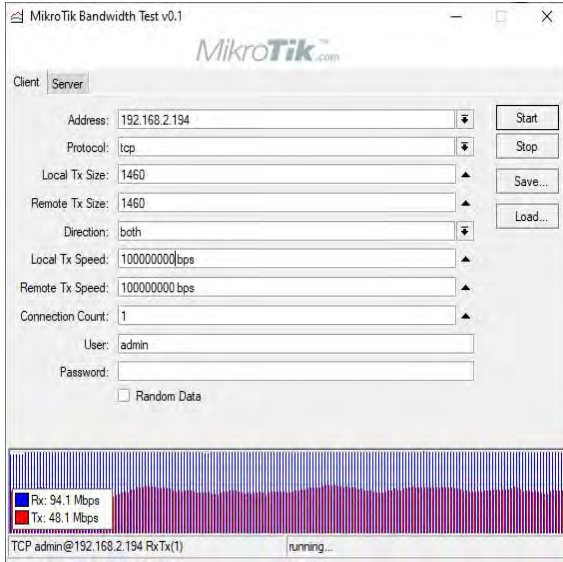 MikroTik Bandwidth Test v0.1
MikroTik™.com
Client Server
Address: 192.168.2.194 Start
Protocol: tcp Stop
Local Tx Size: 1460 Save...
Remote Tx Size: 1460
Load...
Direction: both
Local Tx Speed: 100000000 bps
Remote Tx Speed: 100000000 bps
Connection Count: 1
User: admin
Password:
Random Data
Rx: 94.1 Mbps
Tx: 48.1 Mbps
TCP admin@192.168.2.194 RxTx(1) running...